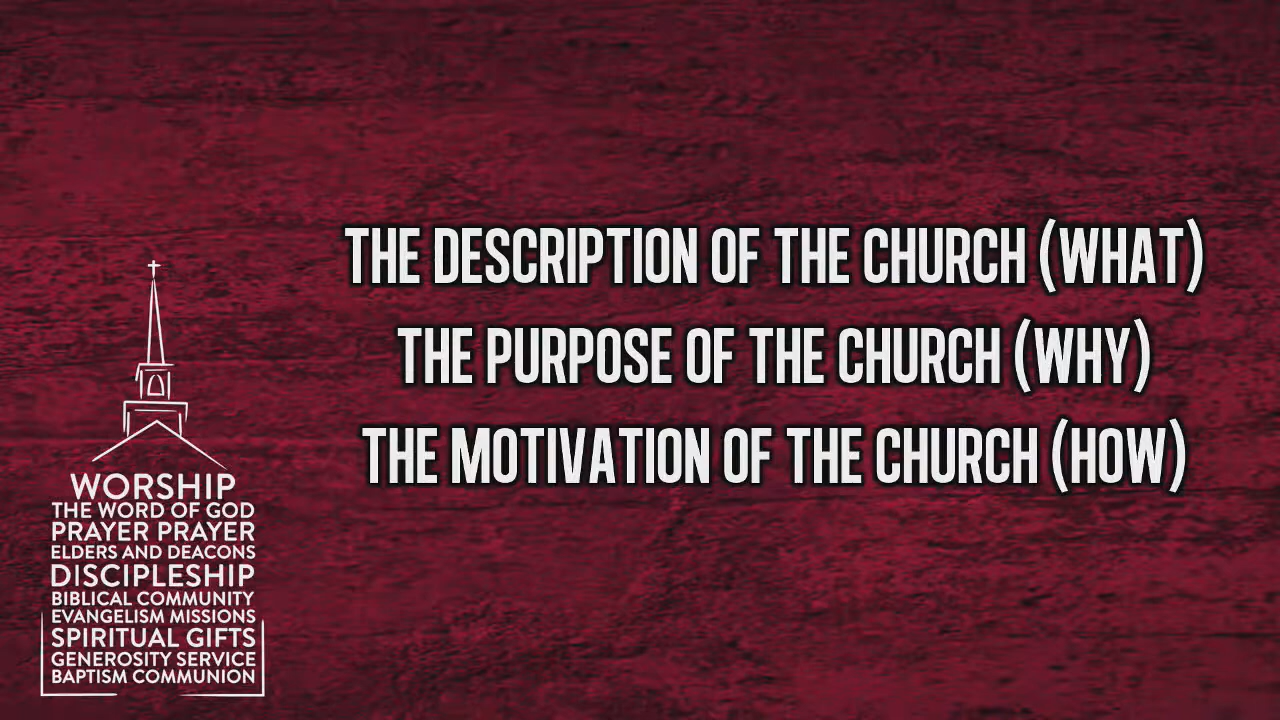 THE DESCRIPTION OF THE CHURCH (WHAT)
THE PURPOSE OF THE CHURCH (WHY)
THE MOTIVATION OF THE CHURCH (HOW)
WORSHIP
THE WORD OF GOD
PRAYER PRAYER
ELDERS AND DEACONS
DISCIPLESHIP
BIBLICAL COMMUNITY
EVANGELISM MISSIONS
SPIRITUAL GIFTS
GENEROSITY SERVICE
BAPTISM COMMUNION